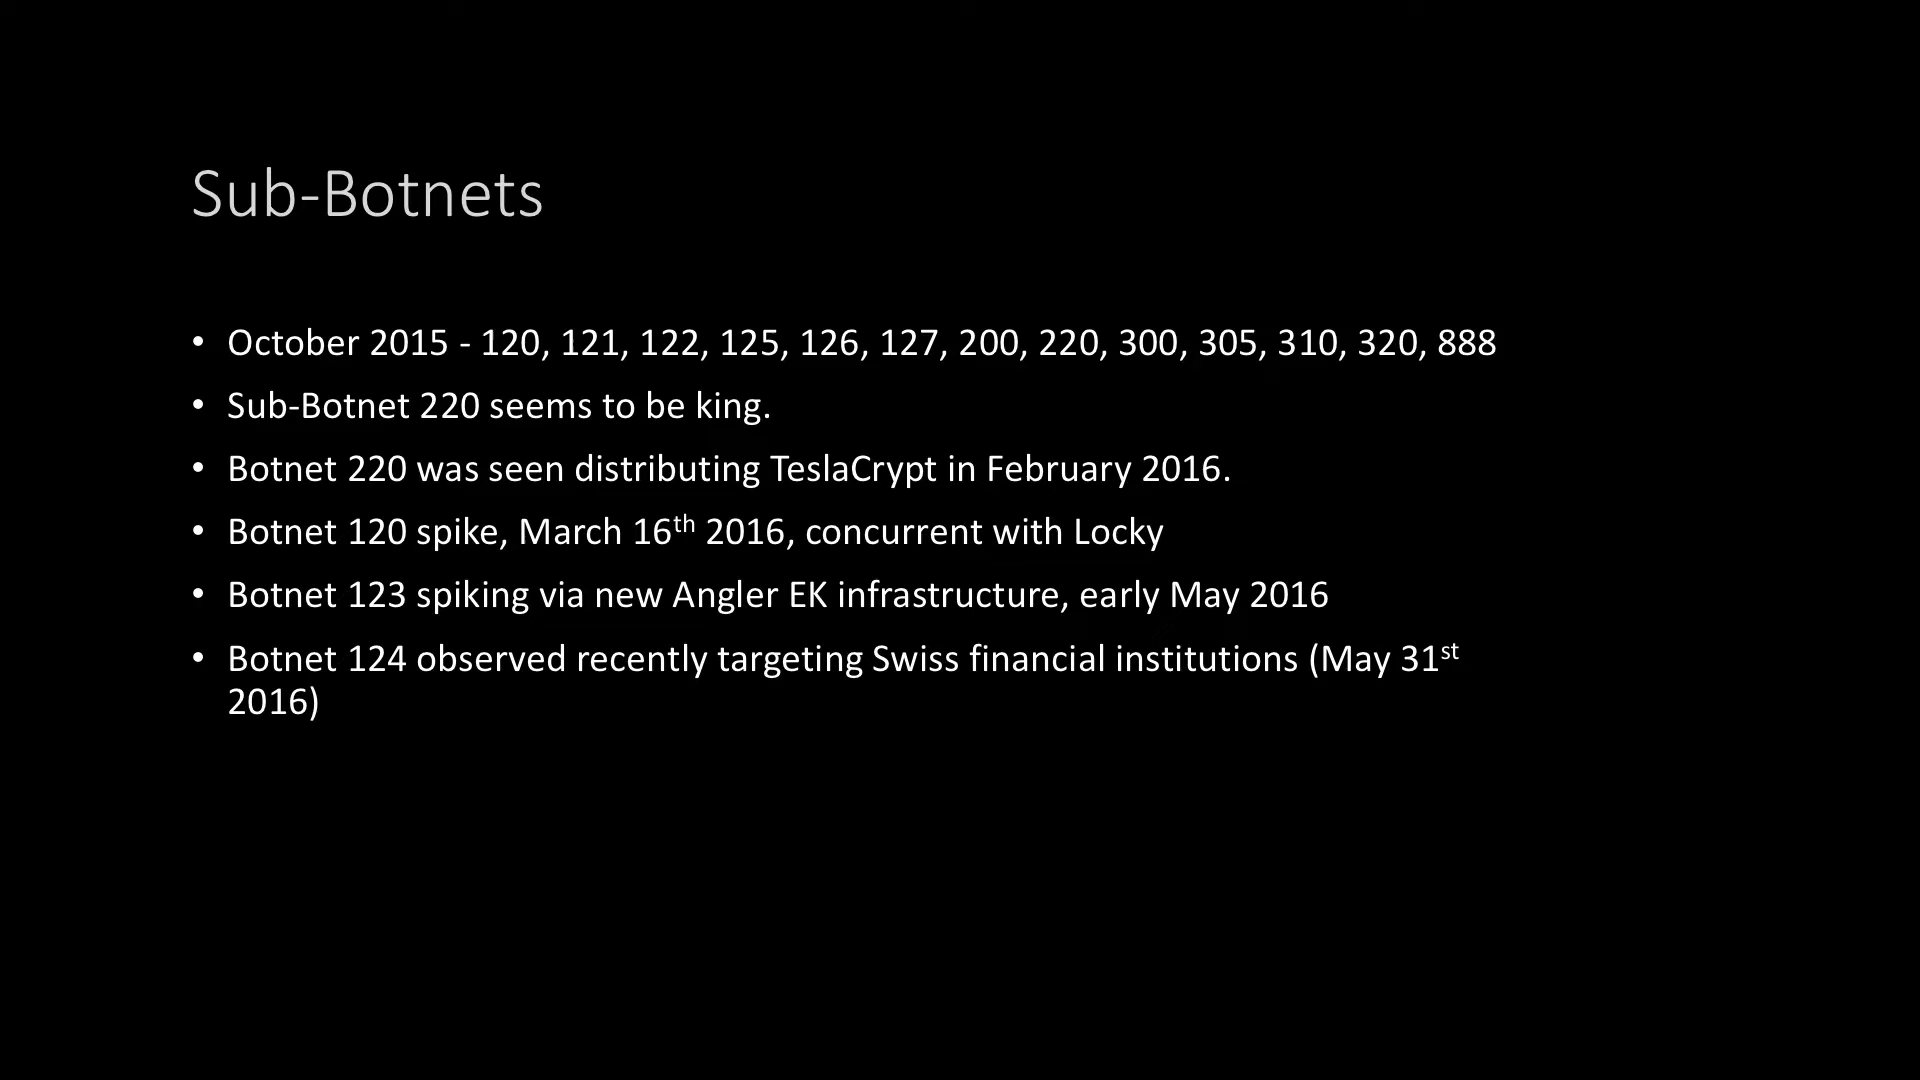 Sub-Botnets
• October 2015 - 120, 121, 122, 125, 126, 127, 200, 220, 300, 305, 310, 320, 888
• Sub-Botnet 220 seems to be king.
• Botnet 220 was seen distributing TeslaCrypt in February 2016.
• Botnet 120 spike, March 16th 2016, concurrent with Locky
• Botnet 123 spiking via new Angler EK infrastructure, early May 2016
• Botnet 124 observed recently targeting Swiss financial institutions (May 31st
2016)